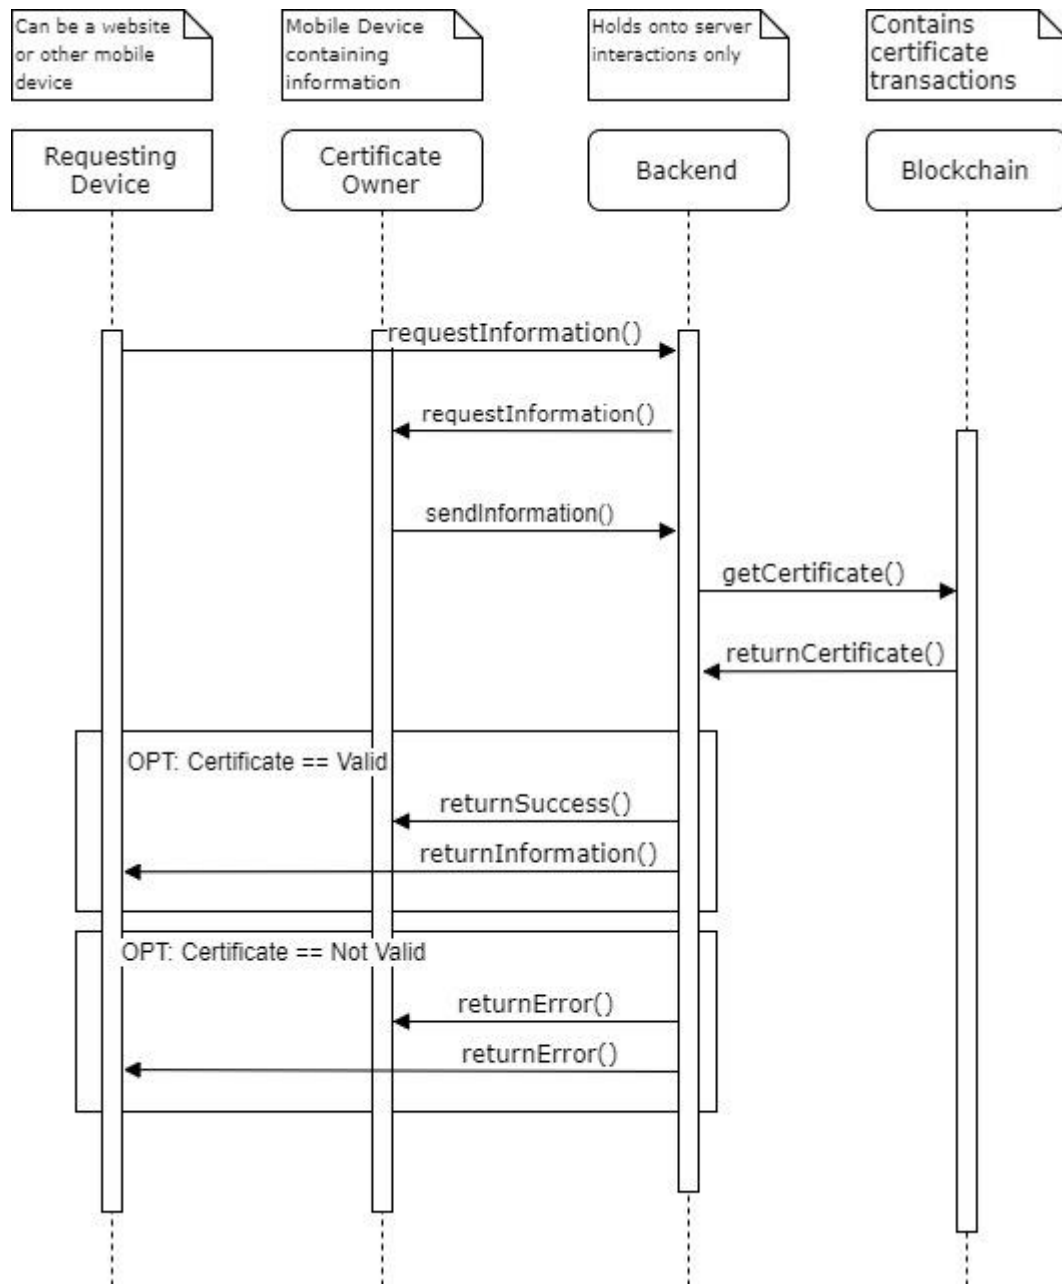 Can be a website
or other mobile
device
Mobile Device
containing
information
Holds onto server
interactions only
Contains
certificate
transactions
Requesting
Device
Certificate
Owner
Backend
Blockchain
requestInformation()
requestInformation()
sendInformation()
getCertificate()
returnCertificate()
OPT: Certificate == Valid
returnSuccess()
returnInformation()
OPT: Certificate == Not Valid
returnError()
returnError()